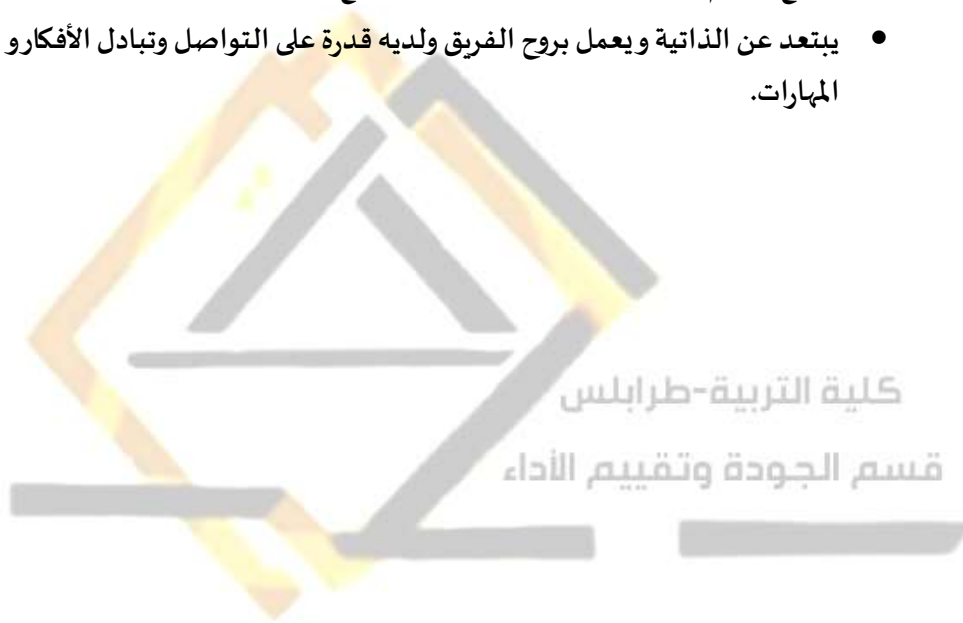 يبتعد عن الذاتية ويعمل بروح الفريق ولديه قدرة على التواصل وتبادل الأفكار و
المهارات.
كلية التربية-طرابلس
قسم الجودة وتقييم الأداء